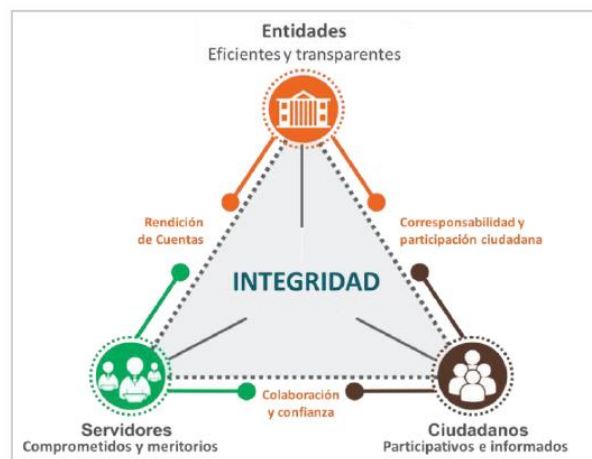 Entidades
Eficientes y transparentes
Rendición
de Cuentas
Corresponsabilidad y
participación ciudadana
INTEGRIDAD
Colaboración
y confianza
Servidores
Comprometidos y meritorios
Ciudadanos
Participativos e informados